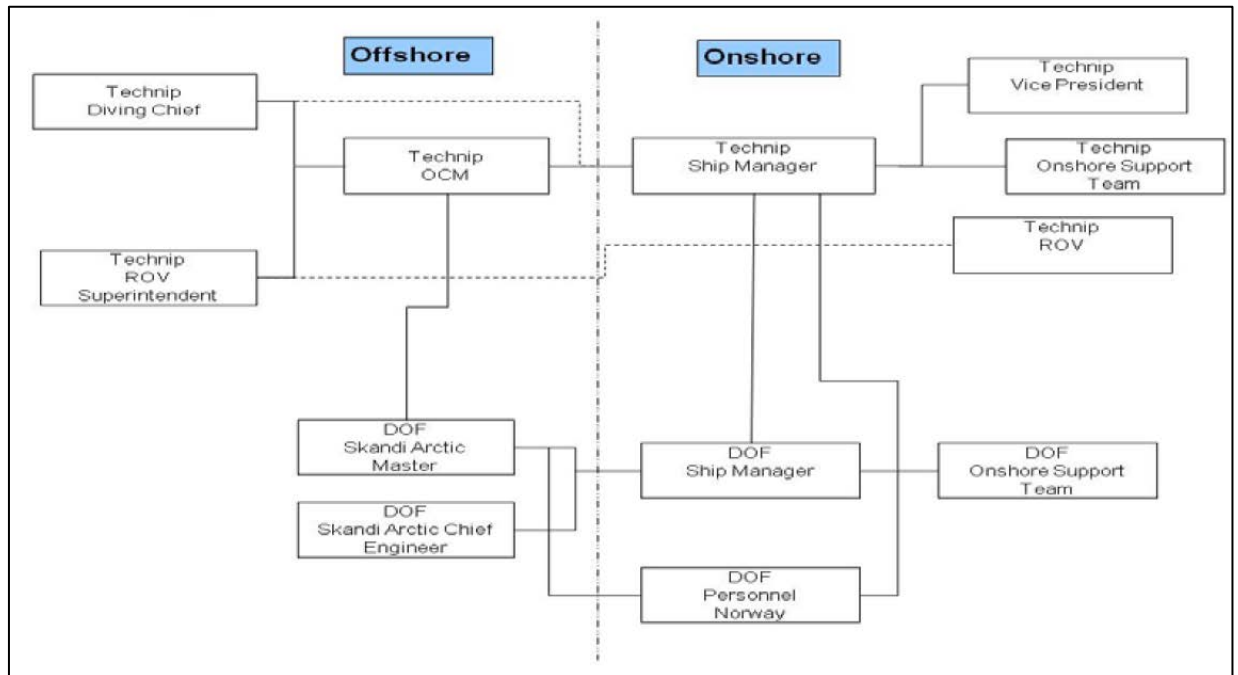 Offshore
Onshore
Technip
Diving Chief
Technip
OCM
Technip
ROV
Superintendent
DOF
Skandi Arctic
Master
DOF
Skandi Arctic Chief
Engineer
Technip
Vice President
Technip
Ship Manager
Technip
Onshore Support
Team
Technip
ROV
DOF
Ship Manager
DOF
Onshore Support
Team
DOF
Personnel
Norway